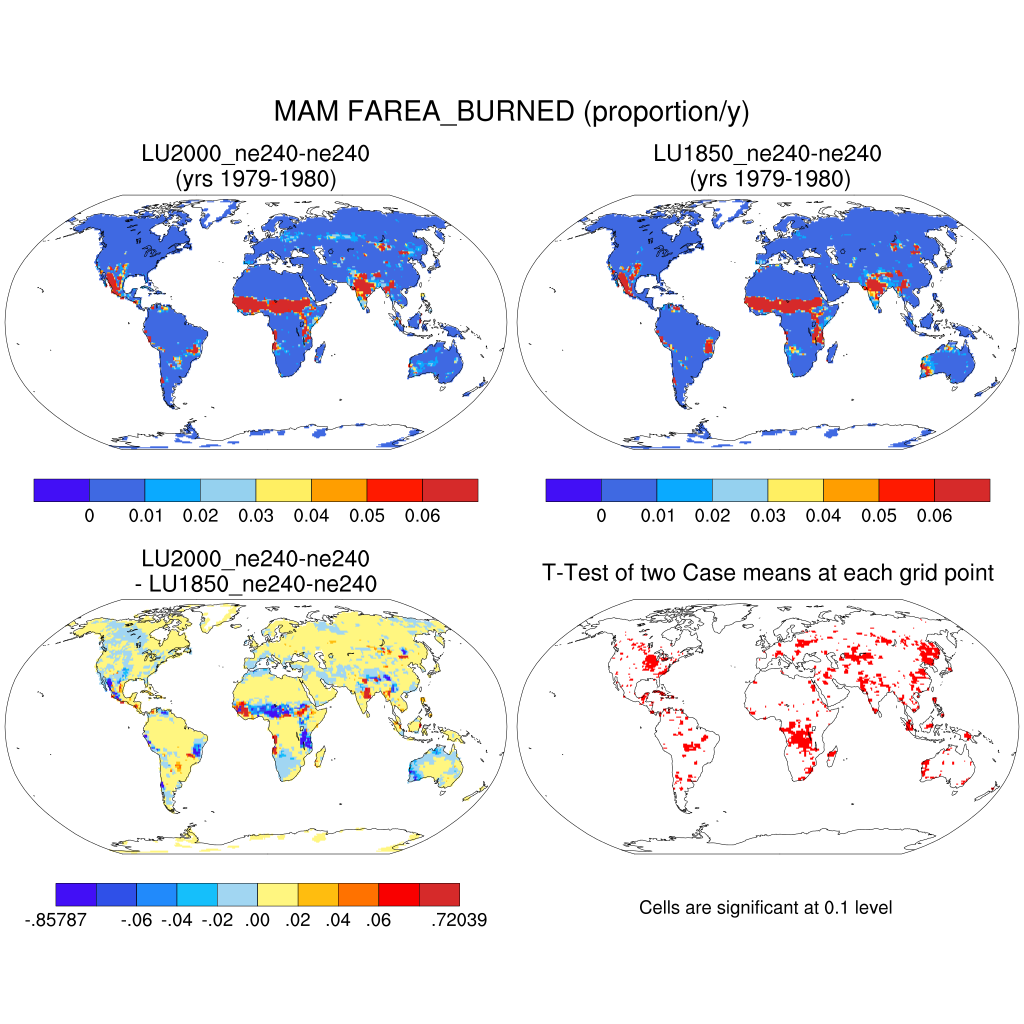 MAM FAREA_BURNED (proportion/y)
LU2000_ne240-ne240
(yrs 1979-1980)
LU1850_ne240-ne240
(yrs 1979-1980)
0 0.01 0.02 0.03 0.04 0.05 0.06
0 0.01 0.02 0.03 0.04 0.05 0.06
LU2000_ne240-ne240
- LU1850_ne240-ne240
T-Test of two Case means at each grid point
-.85787 -.06 -.04 -.02 .00 .02 .04 .06 .72039
Cells are significant at 0.1 level